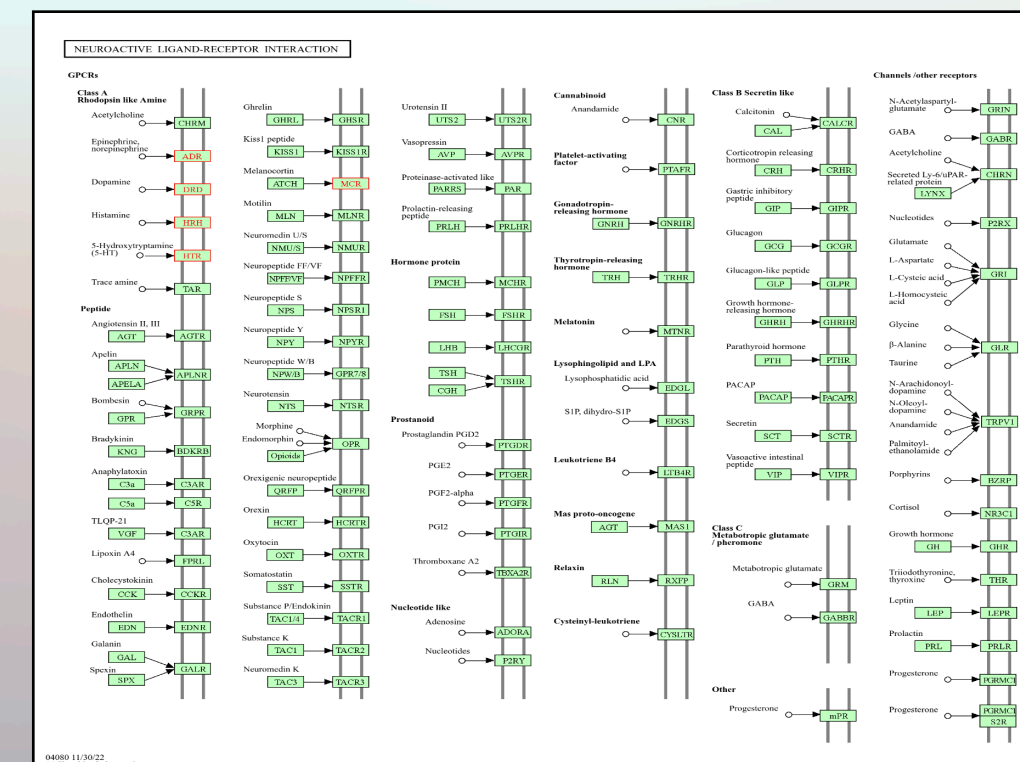 NEUROACTIVE LIGAND-RECEPTOR INTERACTION
GPCRs
Class A
Rhodopsin like Amine
Acetylcholine
CHRM
Epinephrine,
norepinephrine
ADR
Dopamine
DRD
Histamine
HRH
5-Hydroxytryptamine
(5-HT)
HTR
Trace amine
TAR
Peptide
Angiotensin II, III
AGT
AGTR
Apelin
APLN
APELA
APLNR
Bombesin
GPR
GRPR
Bradykinin
KNG
BDKRB
Anaphylatoxin
C3a
C3AR
C5a
C5R
TLQP-21
VGF
C3AR
Lipoxin A4
FPRL
Cholecystokinin
CCK
CCKR
Endothelin
EDN
EDNR
Galanin
GAL
Spexin
SPX
GALR
Ghrelin
GHRL
GHSR
Kiss1 peptide
KISS1
KISS1R
Melanocortin
ATCH
MCR
Motilin
MLN
MLNR
Neuromedin U/S
NMU/S
NMUR
Neuropeptide FF/VF
NPFF/VF
NPFFR
Neuropeptide S
NPS
NPSR1
Neuropeptide Y
NPY
NPYR
Neuropeptide W/B
NPW/B
GPR7/8
Neurotensin
NTS
NTSR
Morphine
Endomorphin
Opioids
OPR
Orexigenic neuropeptide
QRFP
QRFPR
Orexin
HCRT
HCRTR
Oxytocin
OXT
OXTR
Somatostatin
SST
SSTR
Substance P/Endokinin
TAC1/4
TACR1
Substance K
TAC1
TACR2
Neuromedin K
TAC3
TACR3
Urotensin II
UTS2
UTS2R
Vasopressin
AVP
AVPR
Proteinase-activated like
PARRS
PAR
Prolactin-releasing
peptide
PRLH
PRLHR
Hormone protein
PMCH
MCHR
FSH
FSHR
LHB
LHCGR
TSH
CGH
TSHR
Prostanoid
Prostaglandin PGD2
PTGDR
PGE2
PTGER
PGF2-alpha
PTGFR
PGI2
PTGIR
Thromboxane A2
TBXA2R
Nucleotide like
Adenosine
ADORA
Nucleotides
P2RY
Cannabinoid
Anandamide
CNR
Platelet-activating
factor
PTAFR
Gonadotropin-
releasing hormone
GNRH
GNRHR
Thyrotropin-releasing
hormone
TRH
TRHR
Melatonin
MTNR
Lysophingolipid and LPA
Lysophosphatidic acid
EDGL
S1P, dihydro-S1P
EDGS
Leukotriene B4
LTB4R
Mas proto-oncogene
AGT
MAS1
Relaxin
RLN
RXFP
Cysteinyl-leukotriene
CYSLTR
Class B Secretin like
Calcitonin
CAL
CALCR
Corticotropin releasing
hormone
CRH
CRHR
Gastric inhibitory
peptide
GIP
GIPR
Glucagon
GCG
GCGR
Glucagon-like peptide
GLP
GLPR
Growth hormone-
releasing hormone
GHRH
GHRHR
Parathyroid hormone
PTH
PTHR
PACAP
PACAP
PACAPR
Secretin
SCT
SCTR
Vasoactive intestinal
peptide
VIP
VIPR
Class C
Metabotropic glutamate
/ pheromone
Metabotropic glutamate
GRM
GABA
GABBR
Other
Progesterone
mPR
Channels /other receptors
N-Acetylaspartyl-
glutamate
GRIN
GABA
GABR
Acetylcholine
Secreted Ly-6/uPAR-
related protein
LYNX
CHRN
Nucleotides
P2RX
Glutamate
L-Aspartate
L-Cysteic acid
L-Homocysteic
acid
GRI
Glycine
β-Alanine
Taurine
GLR
N-Arachidonoyl-
dopamine
N-Oleoyl-
dopamine
Anandamide
Palmitoyl-
ethanolamide
TRPV1
Porphyrins
BZRP
Cortisol
NR3C1
Growth hormone
GH
GHR
Triiodothyronine,
thyroxine
THR
Leptin
LEP
LEPR
Prolactin
PRL
PRLR
Progesterone
PGRMC1
Progesterone
PGRMC1
S2R
04080 11/30/22